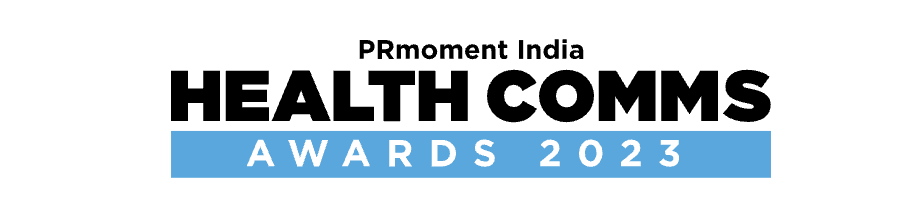 PRmoment India
HEALTH COMMS
AWARDS 2023